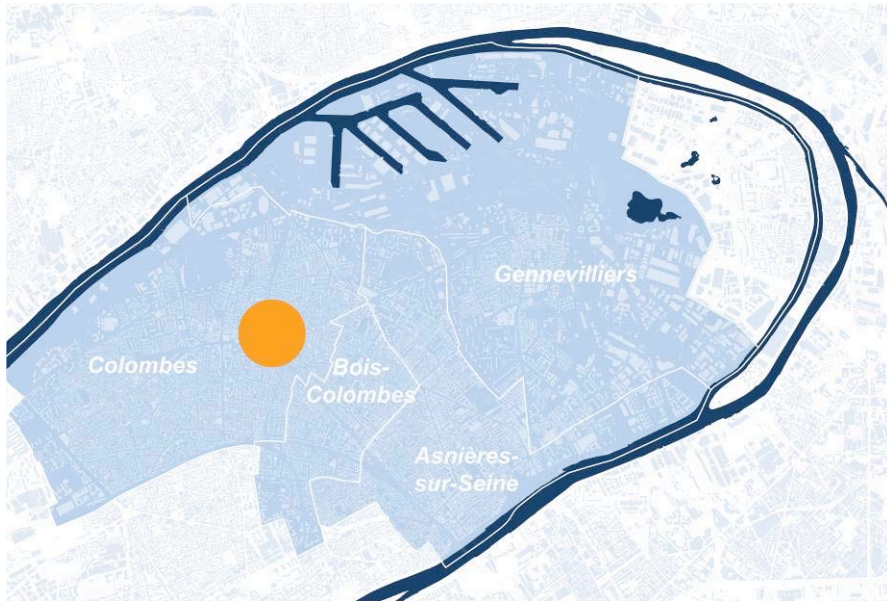 Gennevilliers
Colombes
Bois-
Colombes
Asnières-
sur-Seine